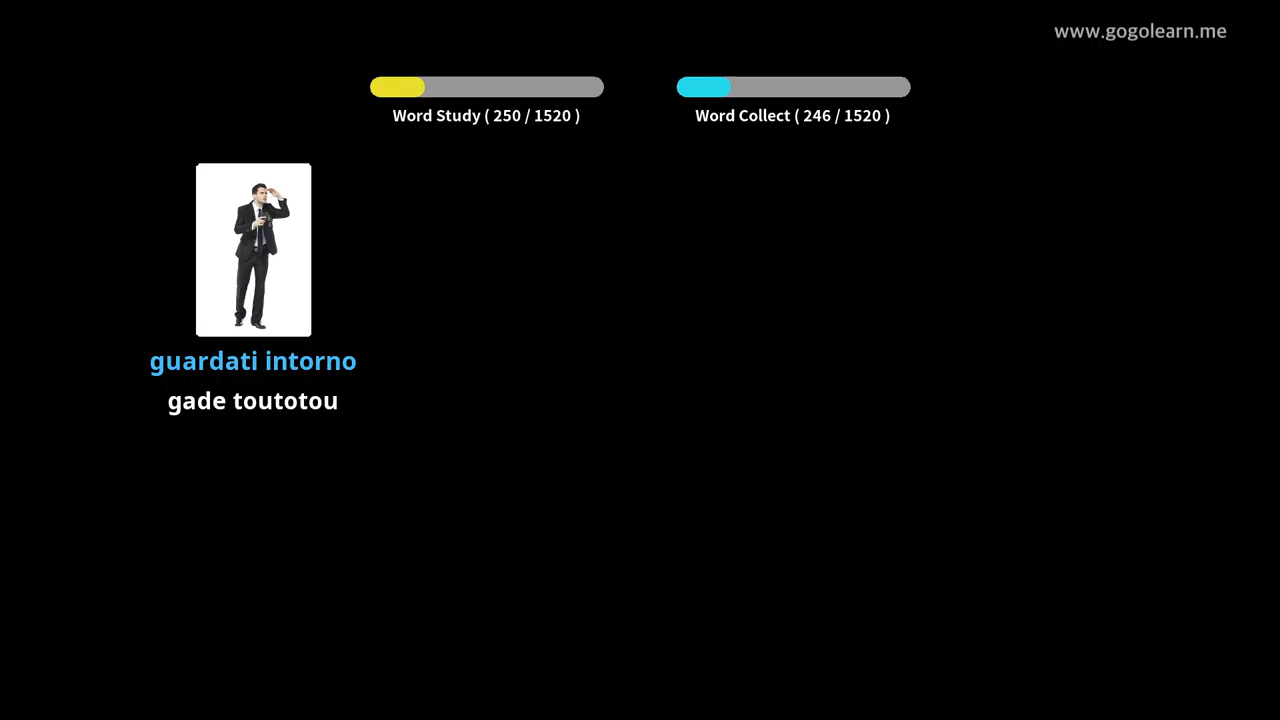 www.gogolearn.me
Word Study ( 250 / 1520 )
Word Collect ( 246 / 1520 )
guardati intorno
gade toutotou